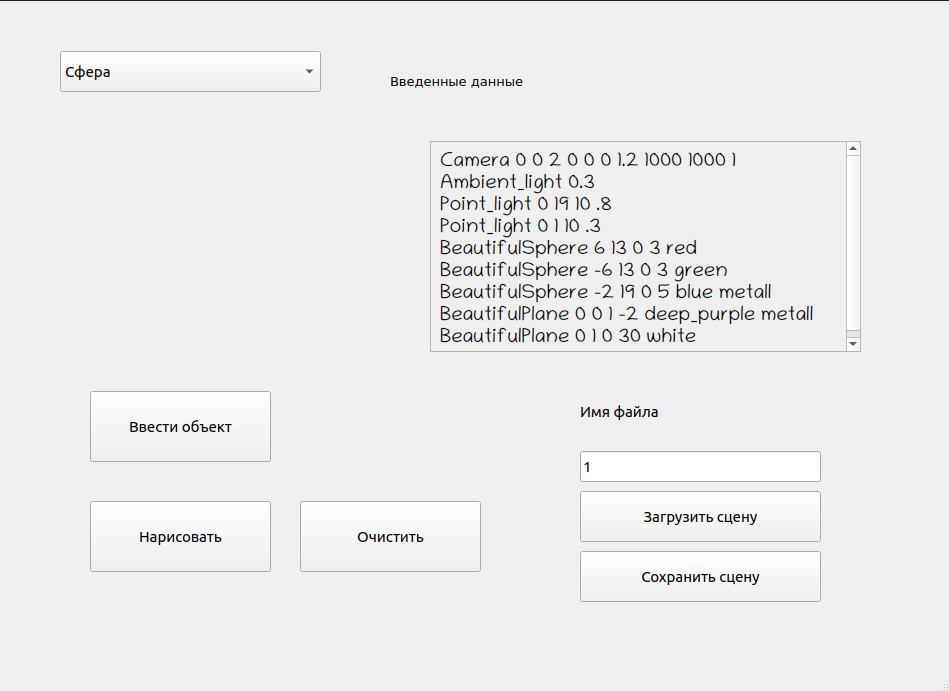 Сфера
Введенные данные
Camera 0 0 2 0 0 0 1.2 1000 1000 1
Ambient_light 0.3
Point_light 0 19 10 .8
Point_light 0 1 10 .3
BeautifulSphere 6 13 0 3 red
BeautifulSphere -6 13 0 3 green
BeautifulSphere -2 19 0 5 blue metall
BeautifulPlane 0 0 1 -2 deep_purple metall
BeautifulPlane 0 1 0 30 white
Ввести объект
Имя файла
1
Нарисовать
Очистить
Загрузить сцену
Сохранить сцену